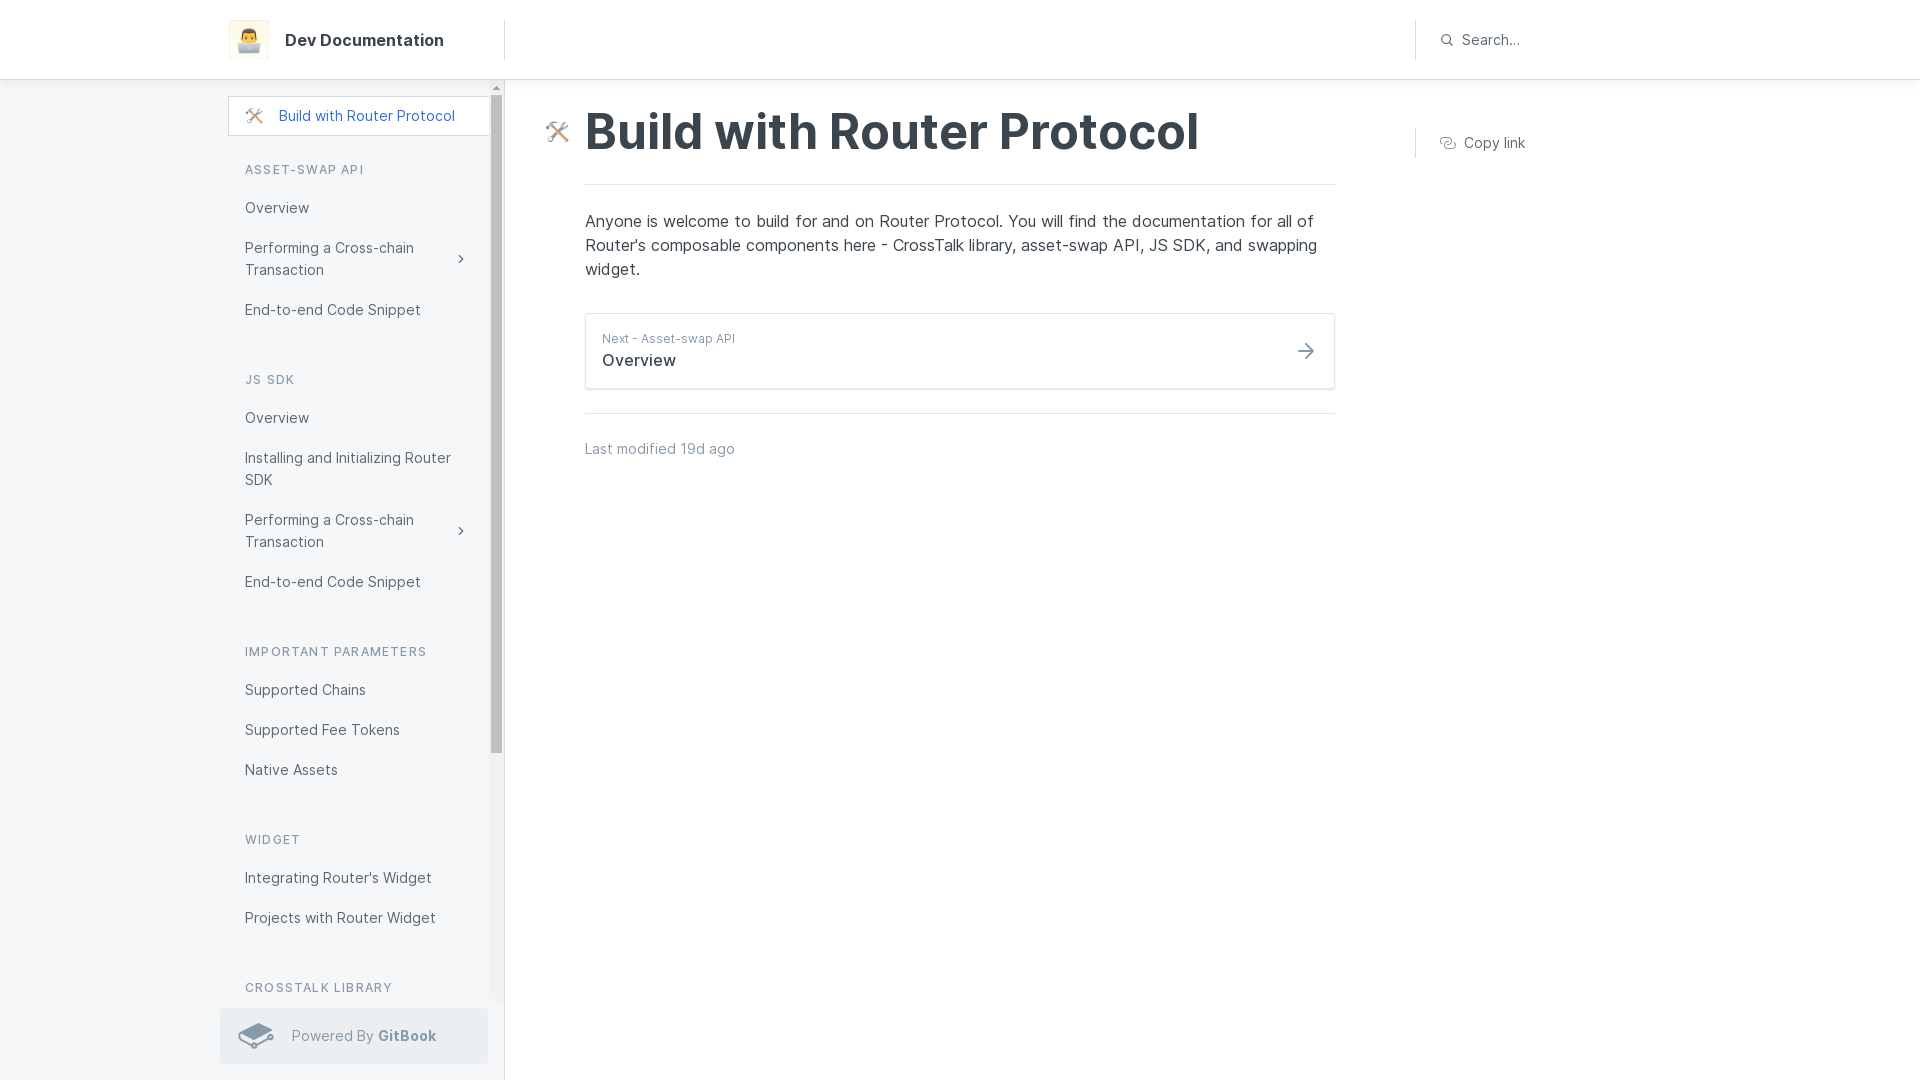 Dev Documentation
Search…
Build with Router Protocol
ASSET-SWAP API
Overview
Performing a Cross-chain
Transaction
End-to-end Code Snippet
JS SDK
Overview
Installing and Initializing Router
SDK
Performing a Cross-chain
Transaction
End-to-end Code Snippet
IMPORTANT PARAMETERS
Supported Chains
Supported Fee Tokens
Native Assets
WIDGET
Integrating Router's Widget
Projects with Router Widget
CROSSTALK LIBRARY
Powered By GitBook
Build with Router Protocol
Copy link
Anyone is welcome to build for and on Router Protocol. You will find the documentation for all of
Router's composable components here - CrossTalk library, asset-swap API, JS SDK, and swapping
widget.
Next - Asset-swap API
Overview
Last modified 19d ago